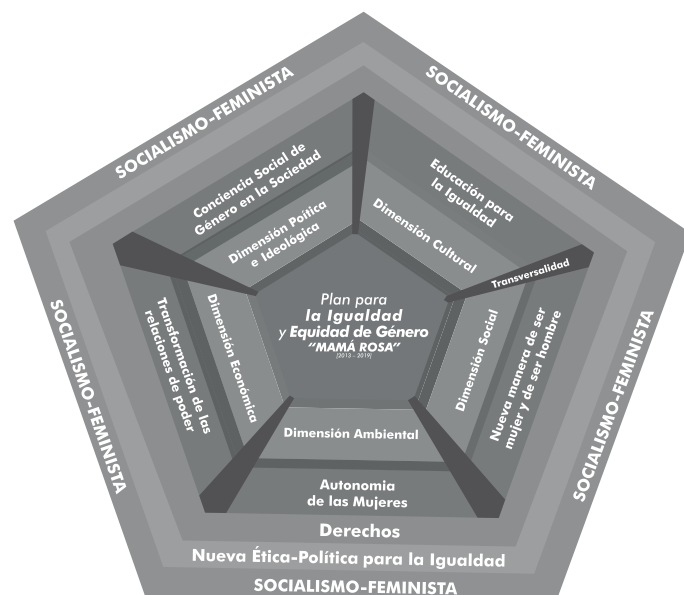 SOCIALISMO-FEMINISTA
SOCIALISMO-FEMINISTA
Conciencia Social de
Género en la Sociedad
Educación para
la Igualdad
Dimensión Poítica
e Ideológica
Dimensión Cultural
Transversalidad
Plan para
la Igualdad
y Equidad de Género
"MAMÁ ROSA"
(2013 - 2019)
SOCIALISMO-FEMINISTA
Transformación de las
relaciones de poder
Dimensión Económica
Dimensión Social
Nueva manera de ser
mujer y de ser hombre
SOCIALISMO-FEMINISTA
Dimensión Ambiental
Autonomia
de las Mujeres
Derechos
Nueva Ética-Política para la Igualdad
SOCIALISMO-FEMINISTA